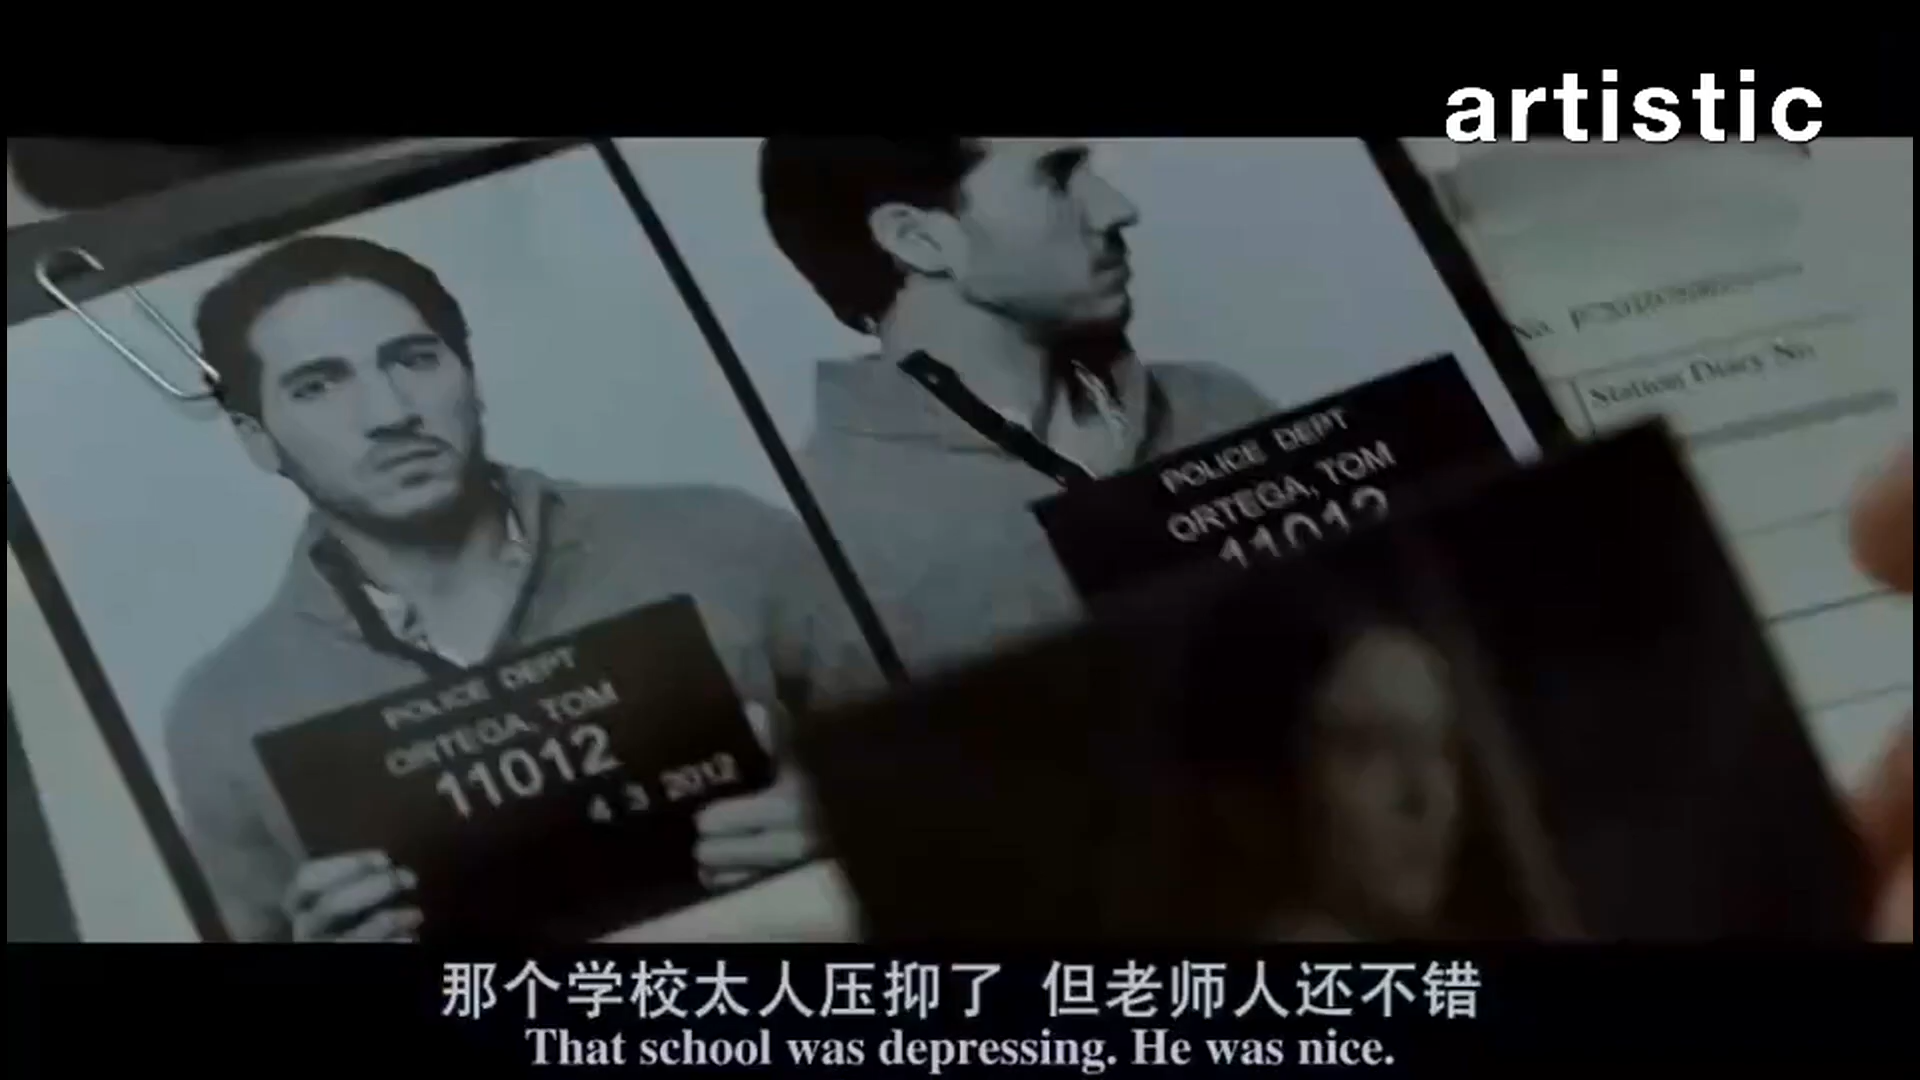 artistic
Station Diary No.
POLICE DEPT
ORTEGA, TOM
POLICE DEPT
ORTEGA, TOM
11012
4 3 2012
那个学校太人压抑了 但老师人还不错
That school was depressing. He was nice.